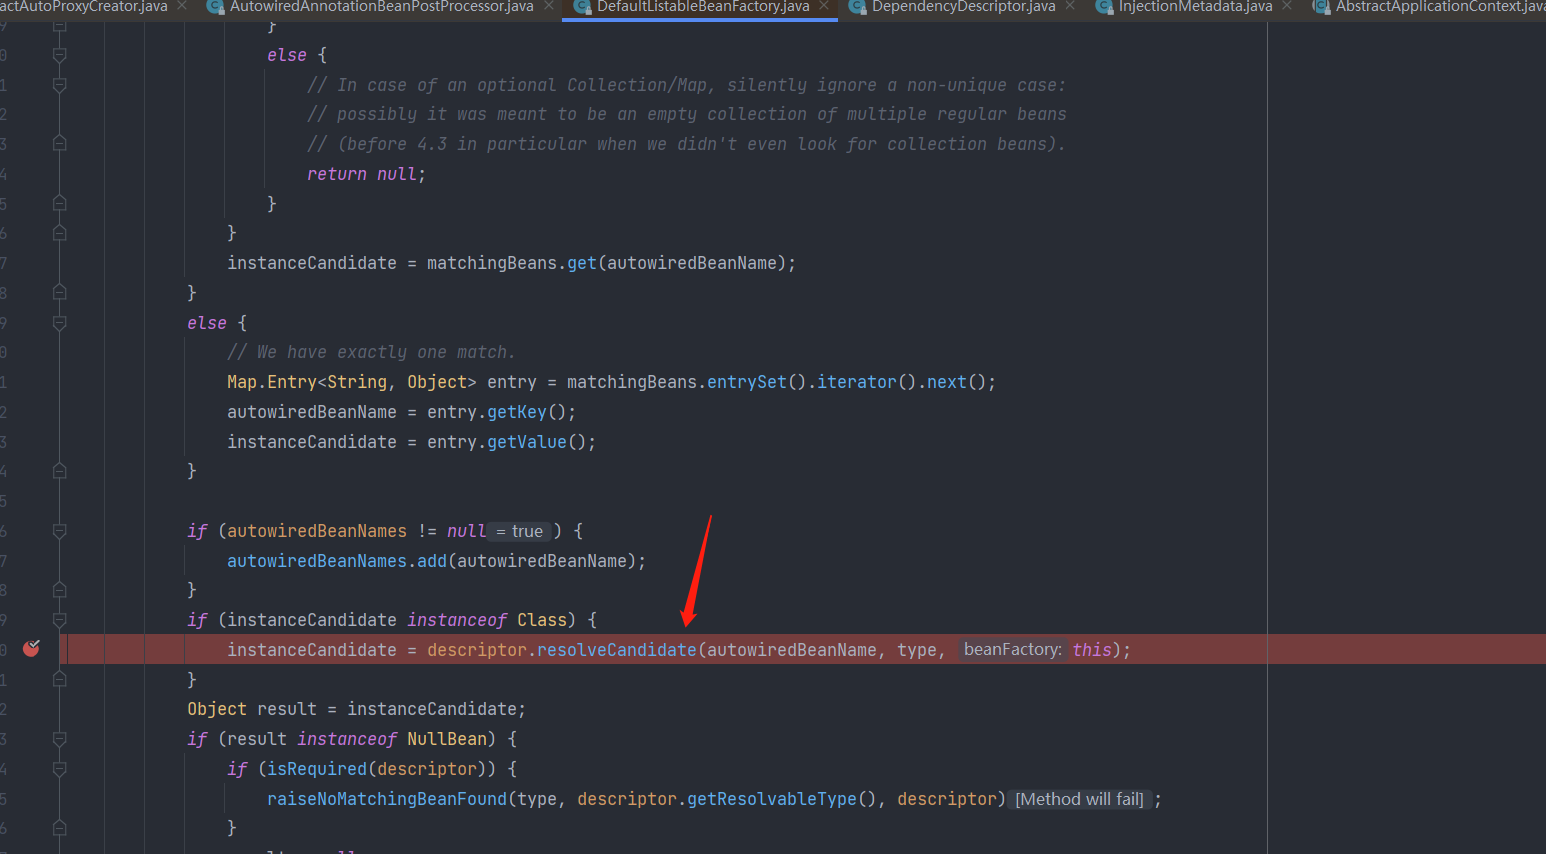 actAutoProxyCreator.java AutowiredAnnotationBeanPostProcessor.java DefaultListableBeanFactory.java DependencyDescriptor.java InjectionMetadata.java AbstractApplicationContext.java
}
else {
// In case of an optional Collection/Map, silently ignore a non-unique case:
// possibly it was meant to be an empty collection of multiple regular beans
// (before 4.3 in particular when we didn't even look for collection beans).
return null;
}
}
instanceCandidate = matchingBeans.get(autowiredBeanName);
}
else {
// We have exactly one match.
Map.Entry<String, Object> entry = matchingBeans.entrySet().iterator().next();
autowiredBeanName = entry.getKey();
instanceCandidate = entry.getValue();
}
if (autowiredBeanNames != null = true ) {
autowiredBeanNames.add(autowiredBeanName);
}
if (instanceCandidate instanceof Class) {
instanceCandidate = descriptor.resolveCandidate(autowiredBeanName, type, beanFactory: this);
}
Object result = instanceCandidate;
if (result instanceof NullBean) {
if (isRequired(descriptor)) {
raiseNoMatchingBeanFound(type, descriptor.getResolvableType(), descriptor) [Method will fail] ;
}